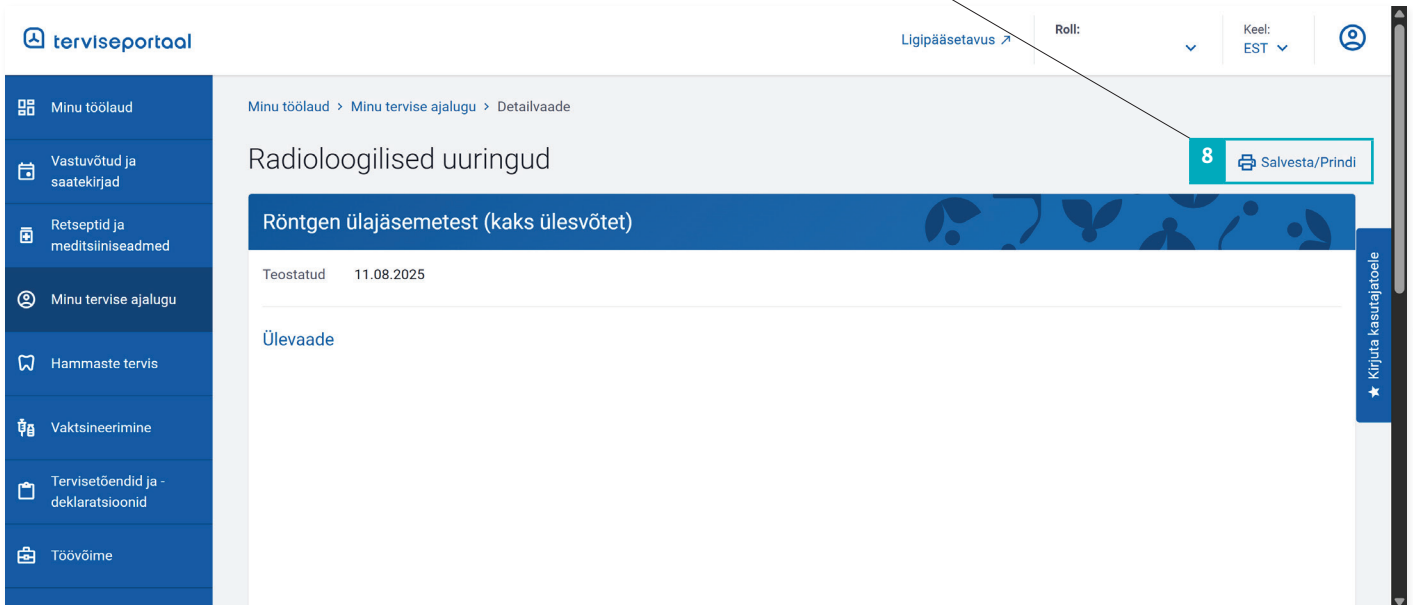 terviseportaal
Ligipääsetavus ↗
Roll:
Keel:
EST
Minu töölaud
Vastuvõtud ja
saatekirjad
Retseptid ja
meditsiiniseadmed
Minu tervise ajalugu
Hammaste tervis
Vaktsineerimine
Tervisetõendid ja -
deklaratsioonid
Töövõime
Minu töölaud > Minu tervise ajalugu > Detailvaade
Radioloogilised uuringud
8 Salvesta/Prindi
Röntgen ülajäsemetest (kaks ülesvõtet)
Teostatud 11.08.2025
Ülevaade
Kirjuta kasutajatoele